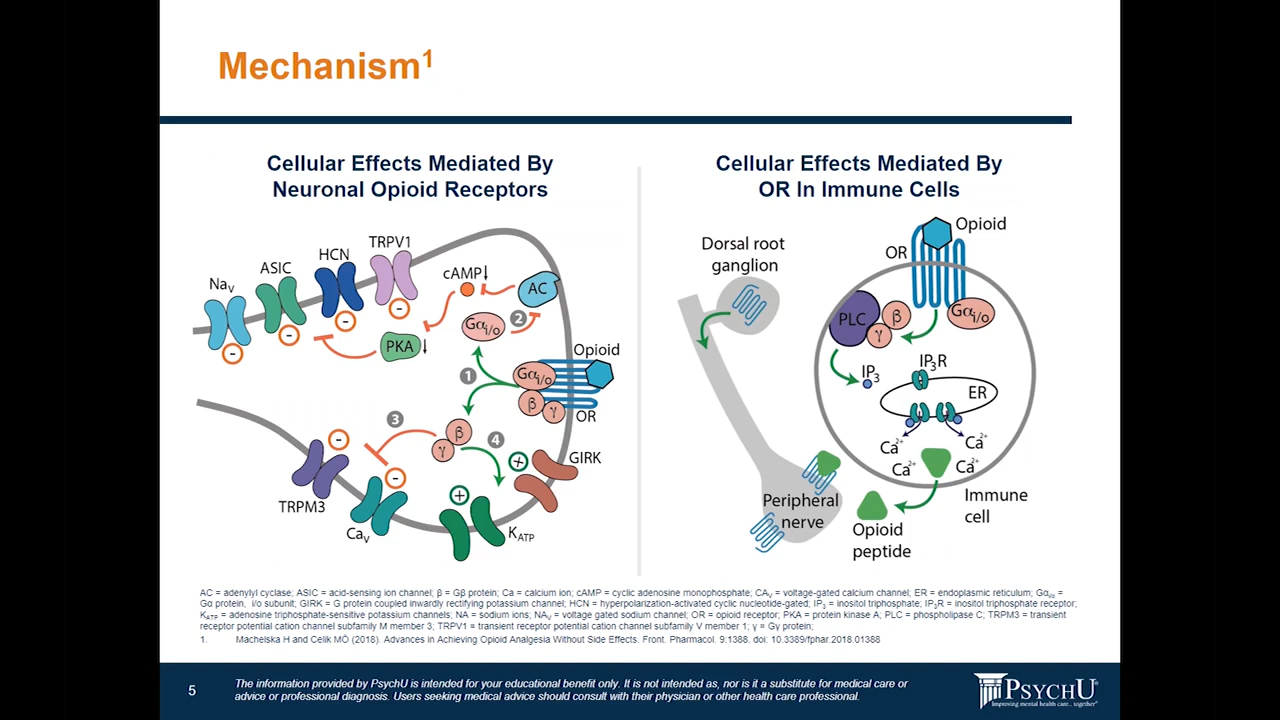 Mechanism1
Cellular Effects Mediated By
Neuronal Opioid Receptors
NaV
ASIC
HCN
TRPV1
cAMP↓
AC
Gαi/o
2
PKA↓
1
Opioid
Gαi/o
β
γ
OR
3
β
γ
4
GIRK
TRPM3
CaV
KATP
-
-
-
-
-
-
+
+
Cellular Effects Mediated By
OR In Immune Cells
Dorsal root
ganglion
Opioid
OR
PLC
β
γ
Gαi/o
IP3
IP3R
ER
Ca2+
Ca2+
Ca2+
Ca2+
Immune
cell
Peripheral
nerve
Opioid
peptide
AC = adenylyl cyclase; ASIC = acid-sensing ion channel; β = Gβ protein; Ca = calcium ion; cAMP = cyclic adenosine monophosphate; CAV = voltage-gated calcium channel; ER = endoplasmic reticulum; Gαi/o =
Gα protein, i/o subunit; GIRK = G protein coupled inwardly rectifying potassium channel; HCN = hyperpolarization-activated cyclic nucleotide-gated; IP3 = inositol triphosphate; IP3R = inositol triphosphate receptor;
KATP = adenosine triphosphate-sensitive potassium channels; NA = sodium ions; NAV = voltage gated sodium channel; OR = opioid receptor; PKA = protein kinase A; PLC = phospholipase C; TRPM3 = transient
receptor potential cation channel subfamily M member 3; TRPV1 = transient receptor potential cation channel subfamily V member 1; γ = Gγ protein;
1. Machelska H and Celik MÖ (2018). Advances in Achieving Opioid Analgesia Without Side Effects. Front. Pharmacol. 9:1388. doi: 10.3389/fphar.2018.01388
5
The information provided by PsychU is intended for your educational benefit only. It is not intended as, nor is it a substitute for medical care or
advice or professional diagnosis. Users seeking medical advice should consult with their physician or other health care professional.
PSYCHU®
Improving mental health care... together®